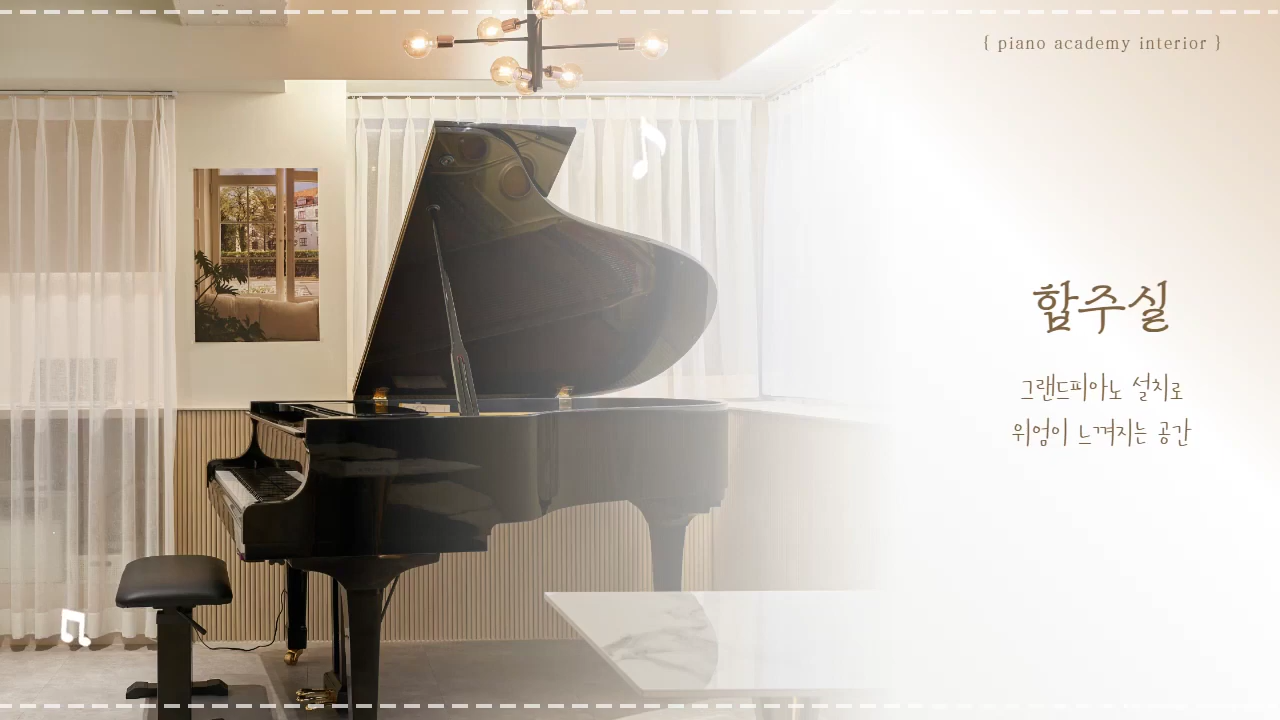 { piano academy interior }
합주실
그랜드피아노 설치로
위엄이 느껴지는 공간